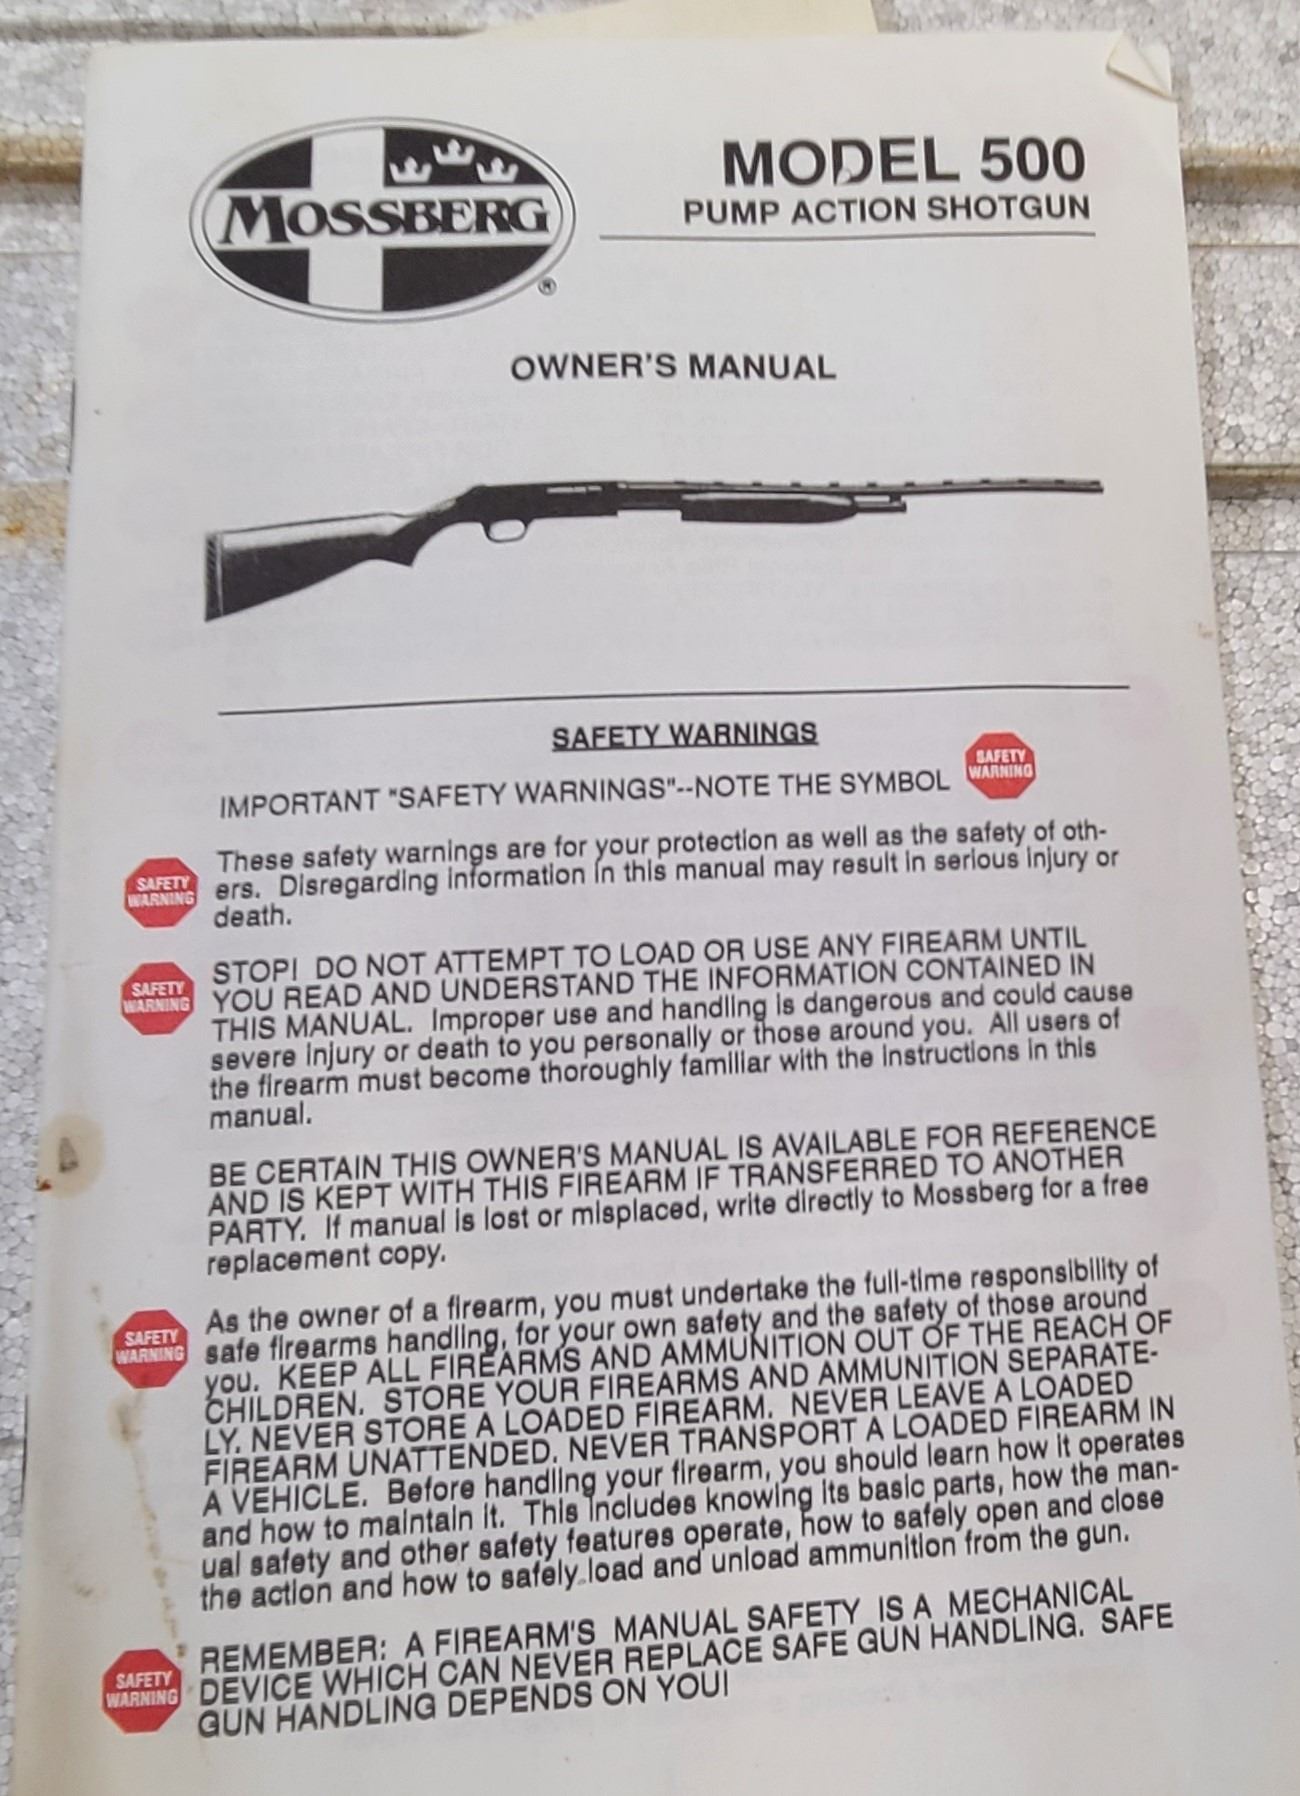 MOSSBERG
®
MODEL 500
PUMP ACTION SHOTGUN
OWNER'S MANUAL
SAFETY WARNINGS
IMPORTANT "SAFETY WARNINGS"--NOTE THE SYMBOL
SAFETY
WARNING
SAFETY
WARNING
These safety warnings are for your protection as well as the safety of oth-
ers. Disregarding information in this manual may result in serious injury or
death.
SAFETY
WARNING
STOP! DO NOT ATTEMPT TO LOAD OR USE ANY FIREARM UNTIL
YOU READ AND UNDERSTAND THE INFORMATION CONTAINED IN
THIS MANUAL. Improper use and handling is dangerous and could cause
severe injury or death to you personally or those around you. All users of
the firearm must become thoroughly familiar with the instructions in this
manual.
BE CERTAIN THIS OWNER'S MANUAL IS AVAILABLE FOR REFERENCE
AND IS KEPT WITH THIS FIREARM IF TRANSFERRED TO ANOTHER
PARTY. If manual is lost or misplaced, write directly to Mossberg for a free
replacement copy.
SAFETY
WARNING
As the owner of a firearm, you must undertake the full-time responsibility of
safe firearms handling, for your own safety and the safety of those around
you. KEEP ALL FIREARMS AND AMMUNITION OUT OF THE REACH OF
CHILDREN. STORE YOUR FIREARMS AND AMMUNITION SEPARATE-
LY. NEVER STORE A LOADED FIREARM. NEVER LEAVE A LOADED
FIREARM UNATTENDED. NEVER TRANSPORT A LOADED FIREARM IN
A VEHICLE. Before handling your firearm, you should learn how it operates
and how to maintain it. This includes knowing its basic parts, how the man-
ual safety and other safety features operate, how to safely open and close
the action and how to safely load and unload ammunition from the gun.
SAFETY
WARNING
REMEMBER: A FIREARM'S MANUAL SAFETY IS A MECHANICAL
DEVICE WHICH CAN NEVER REPLACE SAFE GUN HANDLING. SAFE
GUN HANDLING DEPENDS ON YOU!